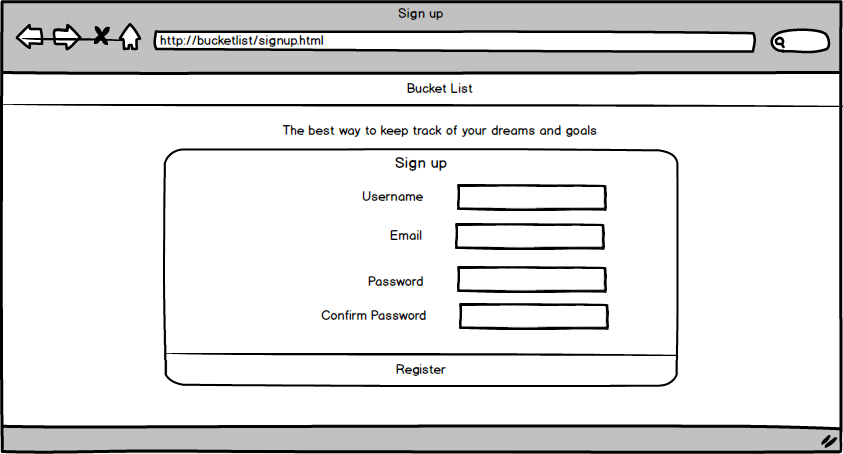 Sign up
http://bucketlist/signup.html
Bucket List
The best way to keep track of your dreams and goals
Sign up
Username
Email
Password
Confirm Password
Register